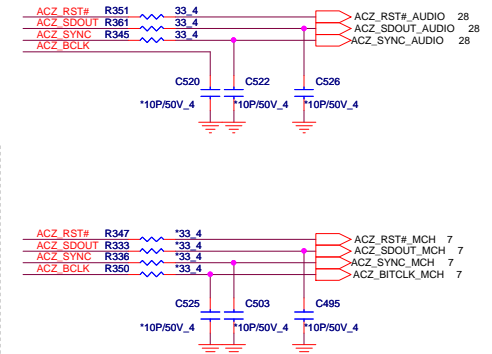 ACZ_RST# R351 33_4 ACZ_RST#_AUDIO 28
ACZ_SDOUT R361 33_4 ACZ_SDOUT_AUDIO 28
ACZ_SYNC R345 33_4 ACZ_SYNC_AUDIO 28
ACZ_BCLK
C520 C522 C526
*10P/50V_4 *10P/50V_4 *10P/50V_4
ACZ_RST# R347 *33_4 ACZ_RST#_MCH 7
ACZ_SDOUT R333 *33_4 ACZ_SDOUT_MCH 7
ACZ_SYNC R336 *33_4 ACZ_SYNC_MCH 7
ACZ_BCLK R350 *33_4 ACZ_BITCLK_MCH 7
C525 C503 C495
*10P/50V_4 *10P/50V_4 *10P/50V_4